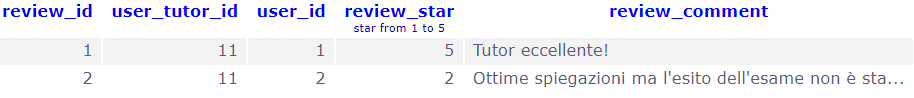 review_id user_tutor_id user_id review_star review_comment
star from 1 to 5
1 11 1 5 Tutor eccellente!
2 11 2 2 Ottime spiegazioni ma l'esito dell'esame non è sta...